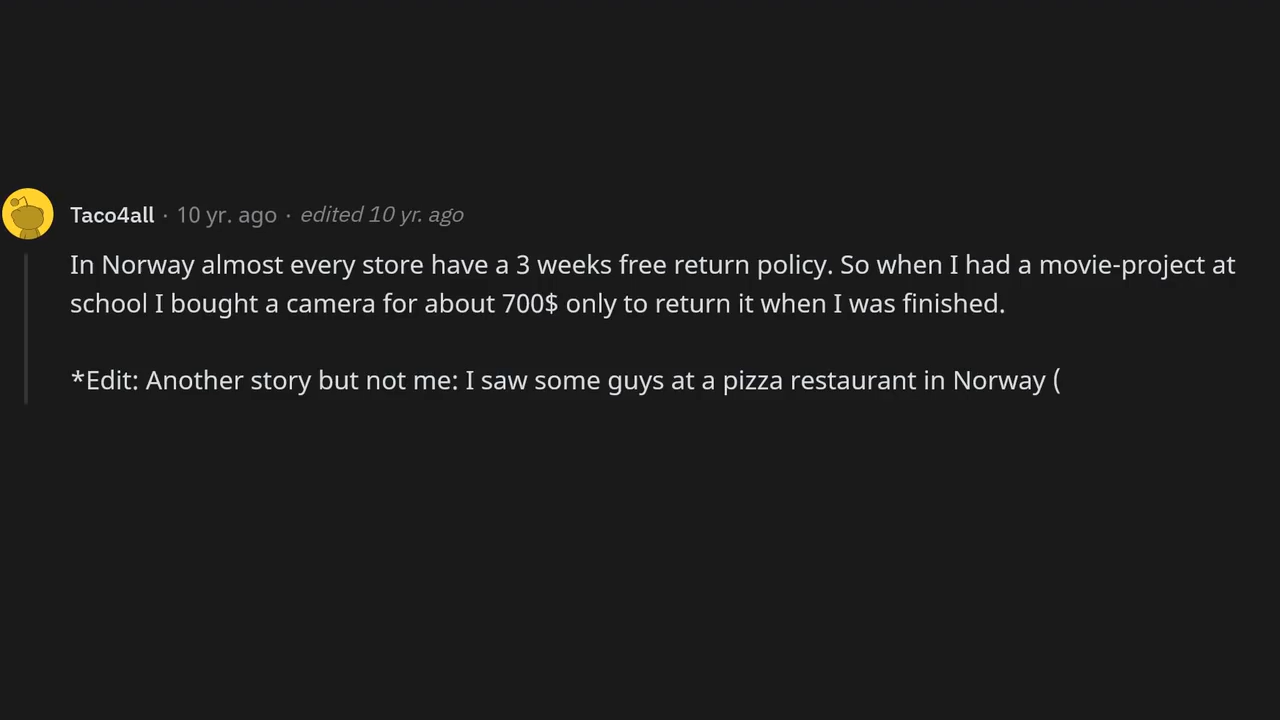 Taco4all · 10 yr. ago · edited 10 yr. ago
In Norway almost every store have a 3 weeks free return policy. So when I had a movie-project at
school I bought a camera for about 700$ only to return it when I was finished.
*Edit: Another story but not me: I saw some guys at a pizza restaurant in Norway (